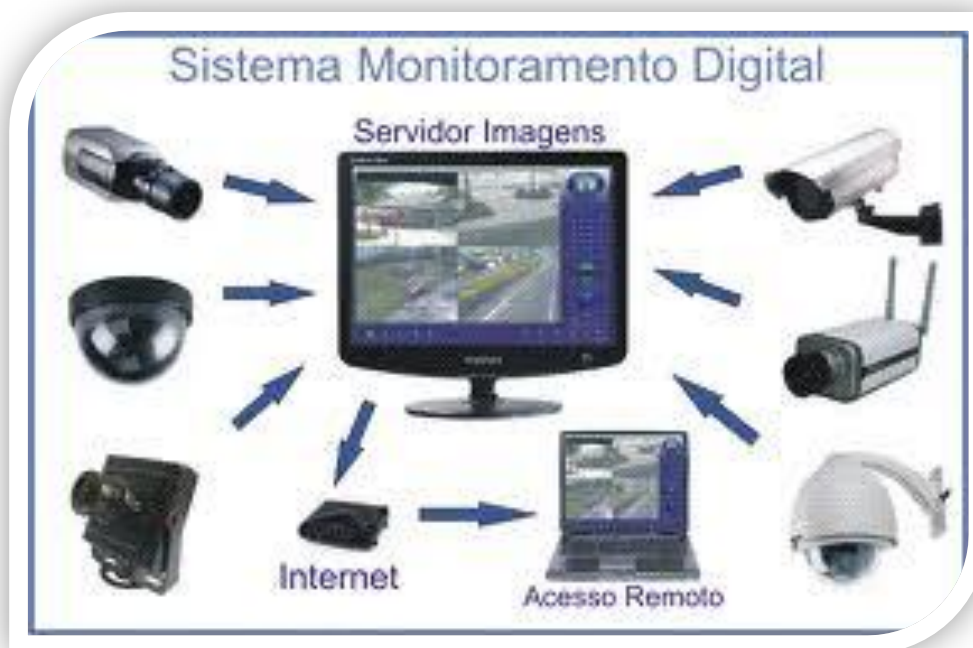 Sistema Monitoramento Digital
Servidor Imagens
Internet
Acesso Remoto